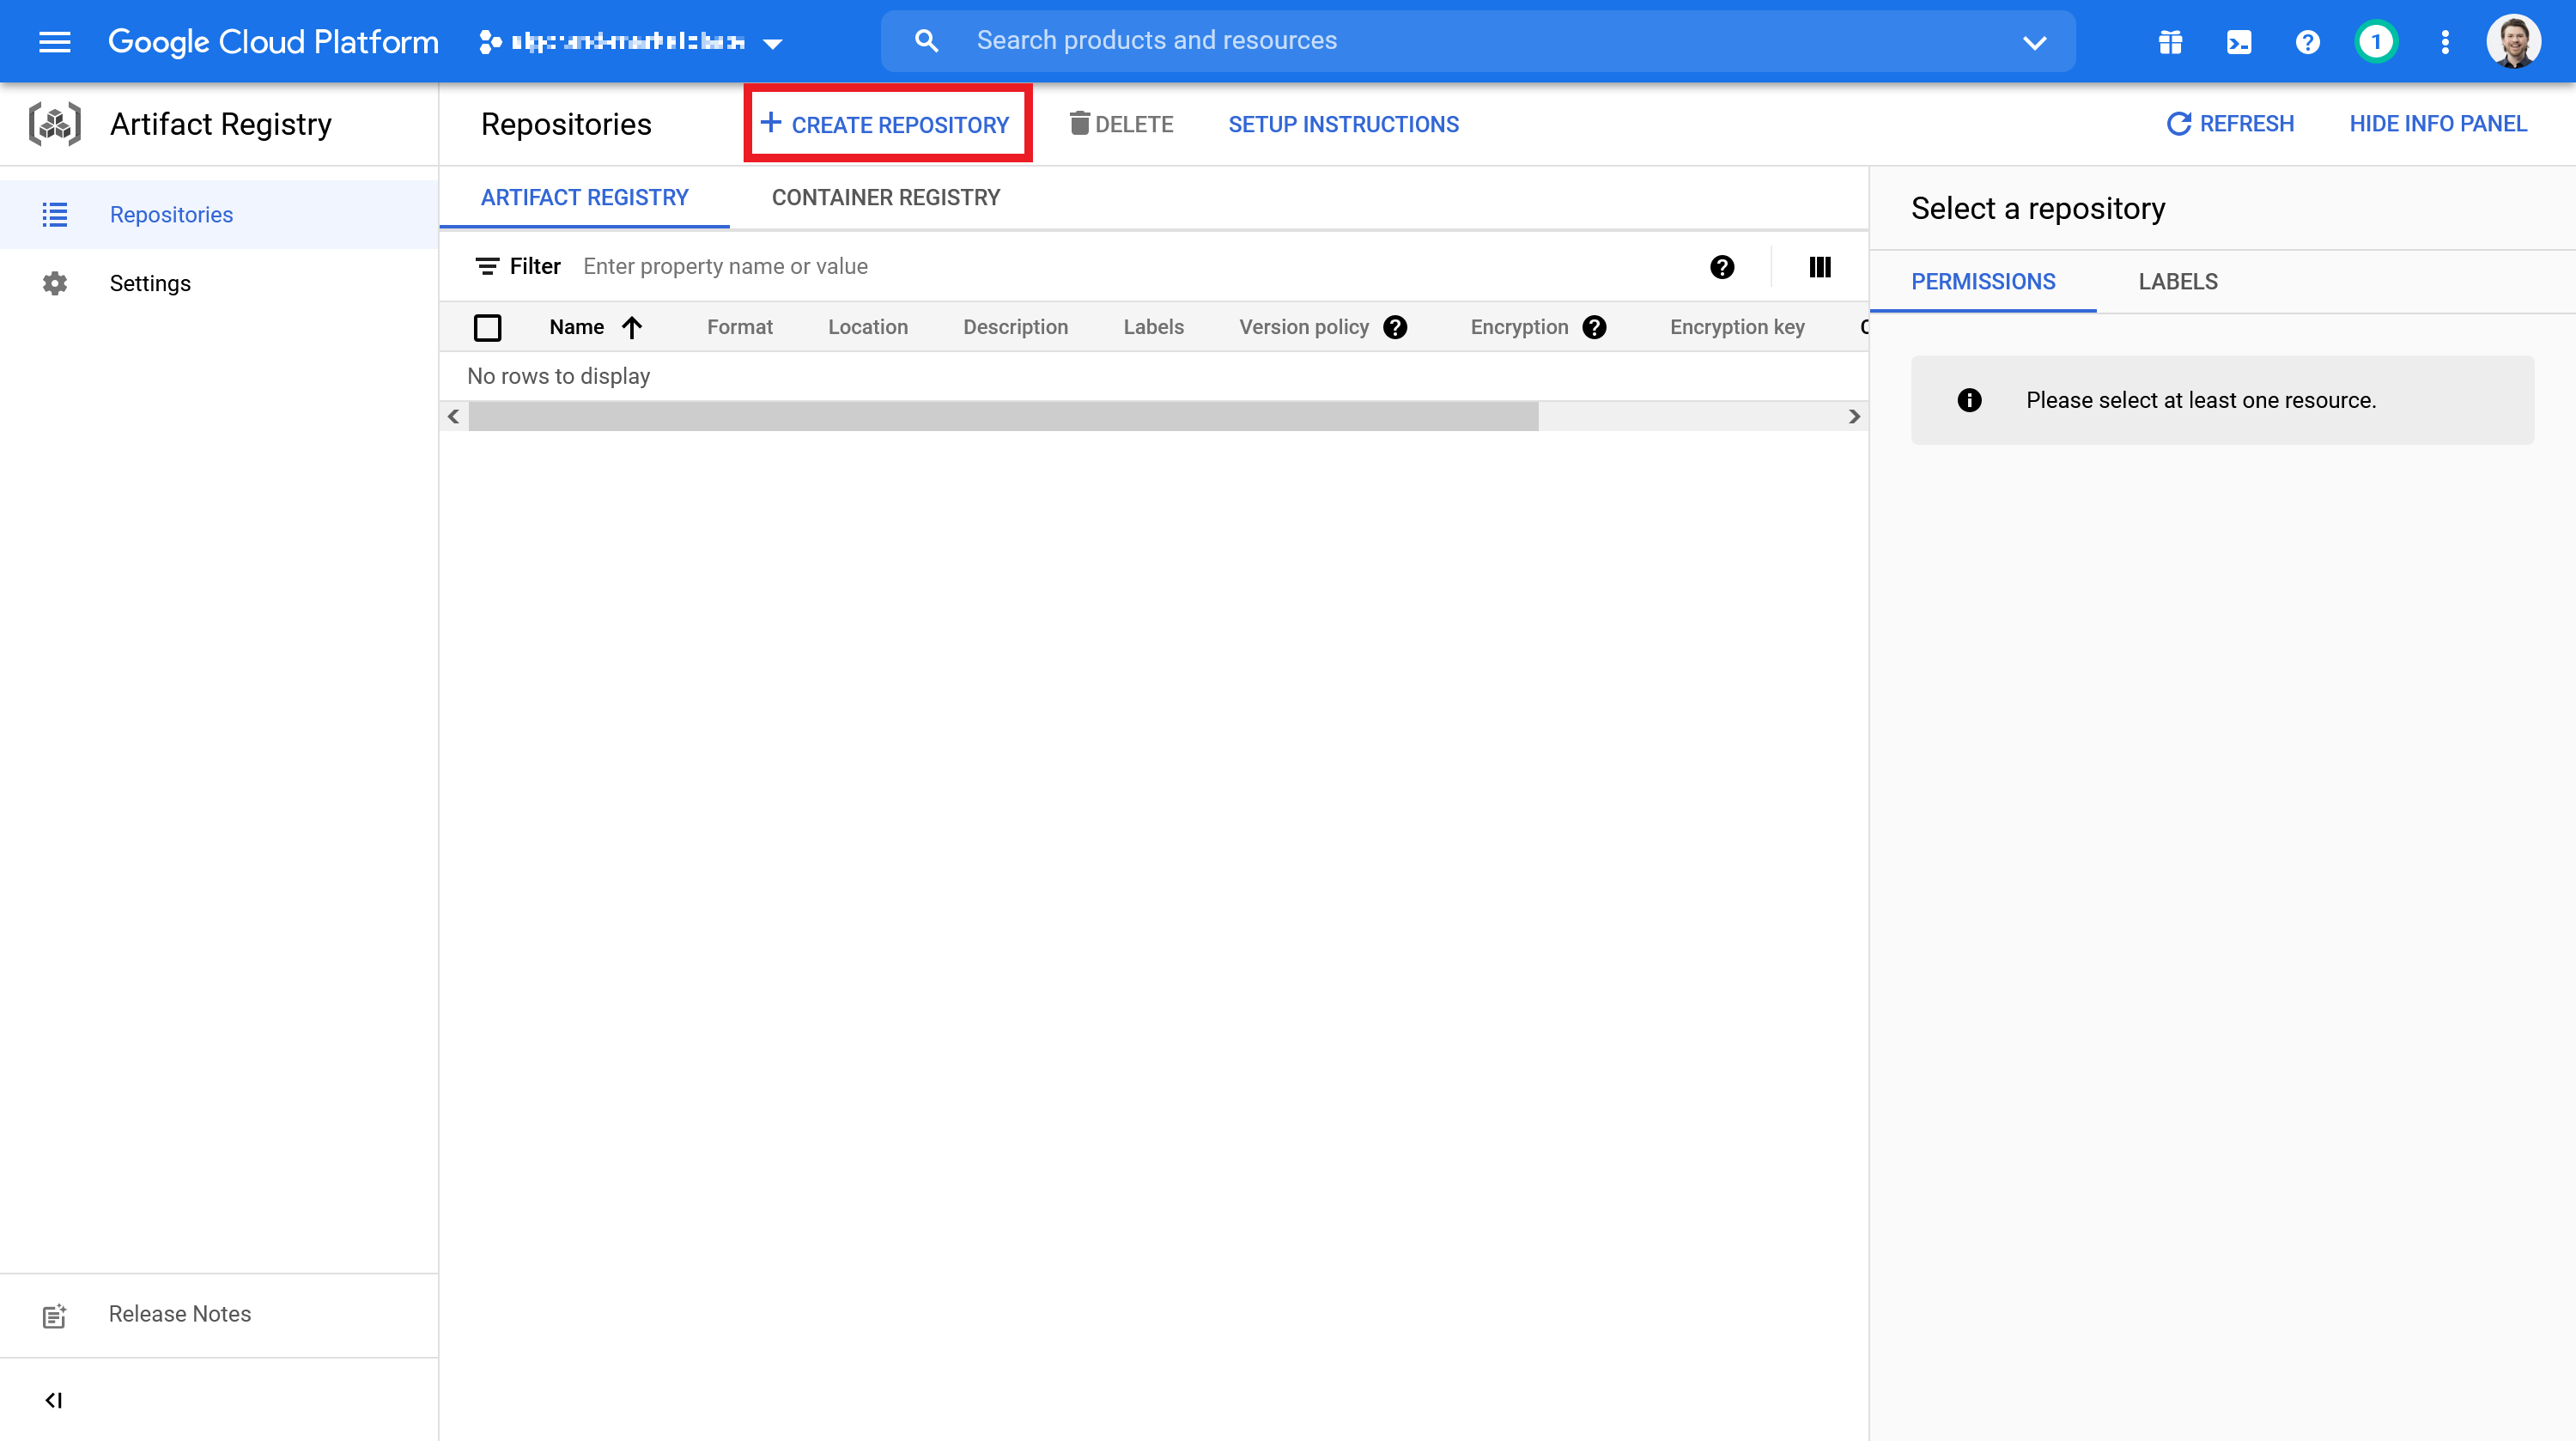 Google Cloud Platform
Search products and resources
1
Artifact Registry
Repositories
CREATE REPOSITORY
DELETE
SETUP INSTRUCTIONS
REFRESH
HIDE INFO PANEL
Repositories
Settings
ARTIFACT REGISTRY
CONTAINER REGISTRY
Filter
Enter property name or value
Name
Format
Location
Description
Labels
Version policy
Encryption
Encryption key
No rows to display
Select a repository
PERMISSIONS
LABELS
Please select at least one resource.
Release Notes